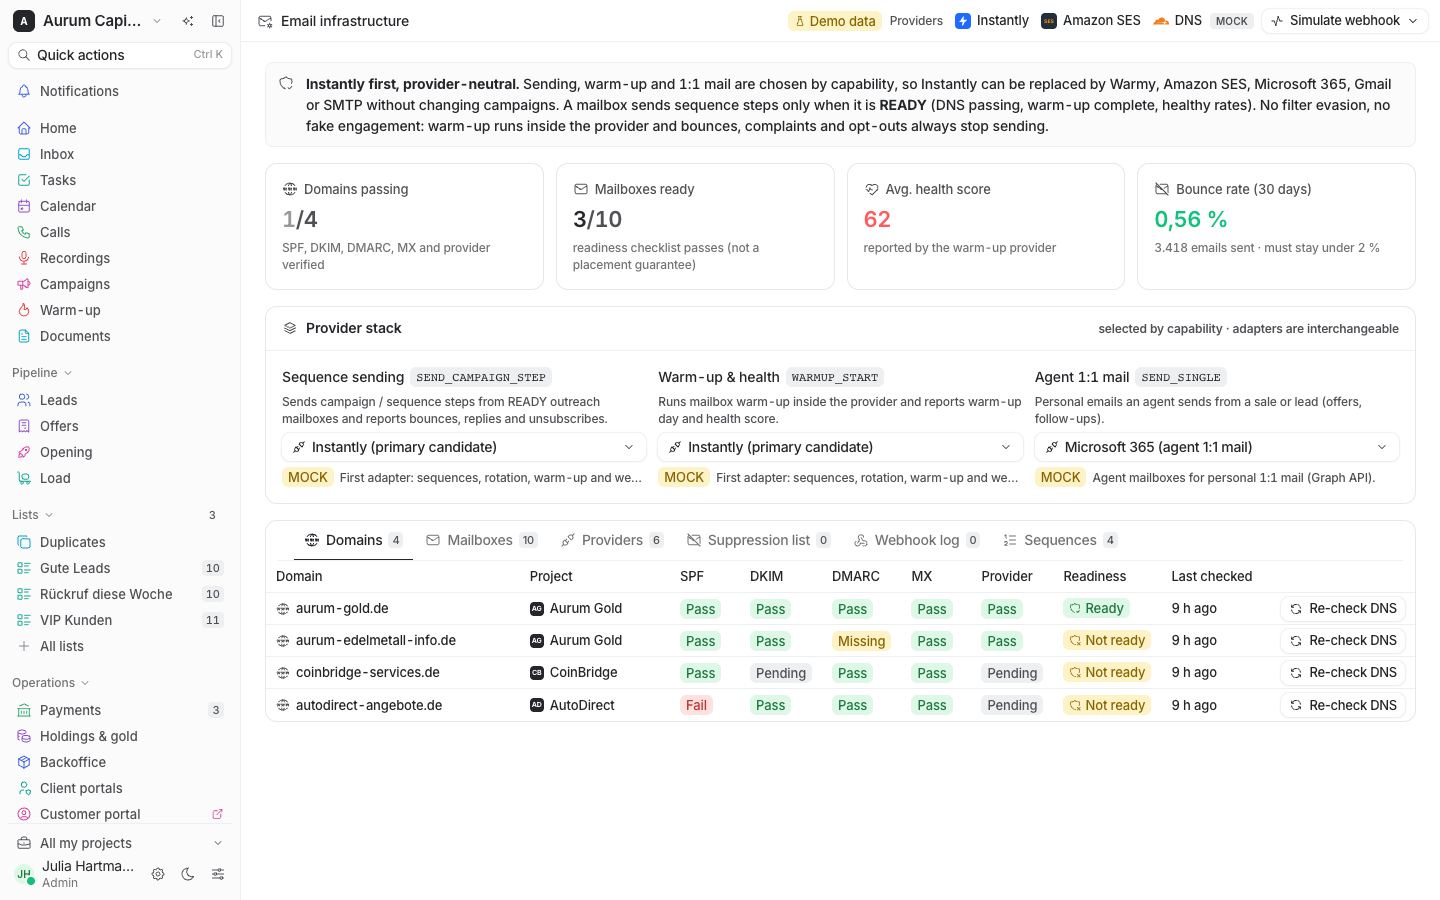 A Aurum Capi...
Quick actions Ctrl K
Notifications
Home
Inbox
Tasks
Calendar
Calls
Recordings
Campaigns
Warm-up
Documents
Pipeline
Leads
Offers
Opening
Load
Lists 3
Duplicates
Gute Leads 10
Rückruf diese Woche 10
VIP Kunden 11
All lists
Operations
Payments 3
Holdings & gold
Backoffice
Client portals
Customer portal
All my projects
JH Julia Hartma...
Admin
Email infrastructure
Demo data Providers Instantly Amazon SES DNS MOCK Simulate webhook
Instantly first, provider-neutral. Sending, warm-up and 1:1 mail are chosen by capability, so Instantly can be replaced by Warmy, Amazon SES, Microsoft 365, Gmail
or SMTP without changing campaigns. A mailbox sends sequence steps only when it is READY (DNS passing, warm-up complete, healthy rates). No filter evasion, no
fake engagement: warm-up runs inside the provider and bounces, complaints and opt-outs always stop sending.
Domains passing
1/4
SPF, DKIM, DMARC, MX and provider
verified
Mailboxes ready
3/10
readiness checklist passes (not a
placement guarantee)
Avg. health score
62
reported by the warm-up provider
Bounce rate (30 days)
0,56 %
3.418 emails sent · must stay under 2 %
Provider stack selected by capability · adapters are interchangeable
Sequence sending SEND_CAMPAIGN_STEP
Sends campaign / sequence steps from READY outreach
mailboxes and reports bounces, replies and unsubscribes.
Instantly (primary candidate)
MOCK First adapter: sequences, rotation, warm-up and we...
Warm-up & health WARMUP_START
Runs mailbox warm-up inside the provider and reports warm-up
day and health score.
Instantly (primary candidate)
MOCK First adapter: sequences, rotation, warm-up and we...
Agent 1:1 mail SEND_SINGLE
Personal emails an agent sends from a sale or lead (offers,
follow-ups).
Microsoft 365 (agent 1:1 mail)
MOCK Agent mailboxes for personal 1:1 mail (Graph API).
Domains 4 Mailboxes 10 Providers 6 Suppression list 0 Webhook log 0 Sequences 4
Domain Project SPF DKIM DMARC MX Provider Readiness Last checked
aurum-gold.de AG Aurum Gold Pass Pass Pass Pass Pass Ready 9 h ago Re-check DNS
aurum-edelmetall-info.de AG Aurum Gold Pass Pass Missing Pass Pass Not ready 9 h ago Re-check DNS
coinbridge-services.de CB CoinBridge Pass Pending Pass Pass Pending Not ready 9 h ago Re-check DNS
autodirect-angebote.de AD AutoDirect Fail Pass Pass Pass Pending Not ready 9 h ago Re-check DNS